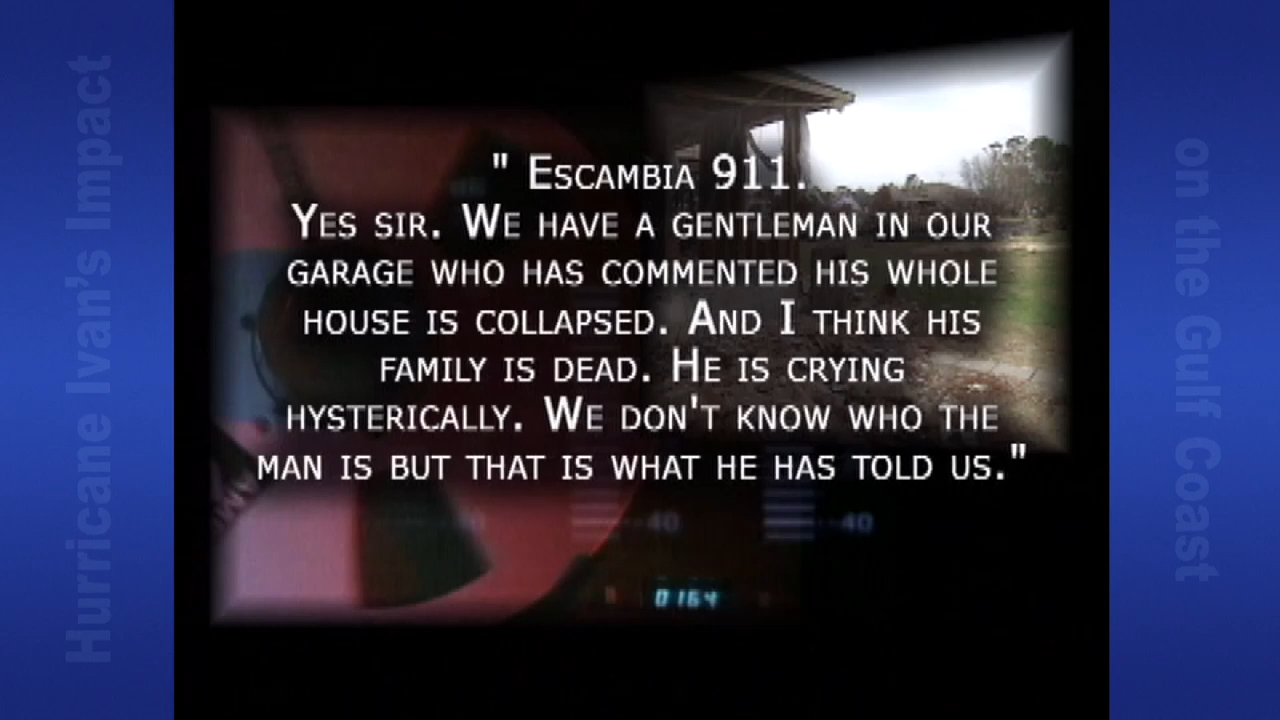 Hurricane Ivan's Impact
" ESCAMBIA 911.
YES SIR. WE HAVE A GENTLEMAN IN OUR
GARAGE WHO HAS COMMENTED HIS WHOLE
HOUSE IS COLLAPSED. AND I THINK HIS
FAMILY IS DEAD. HE IS CRYING
HYSTERICALLY. WE DON'T KNOW WHO THE
MAN IS BUT THAT IS WHAT HE HAS TOLD US."
40
40
0164
on the Gulf Coast